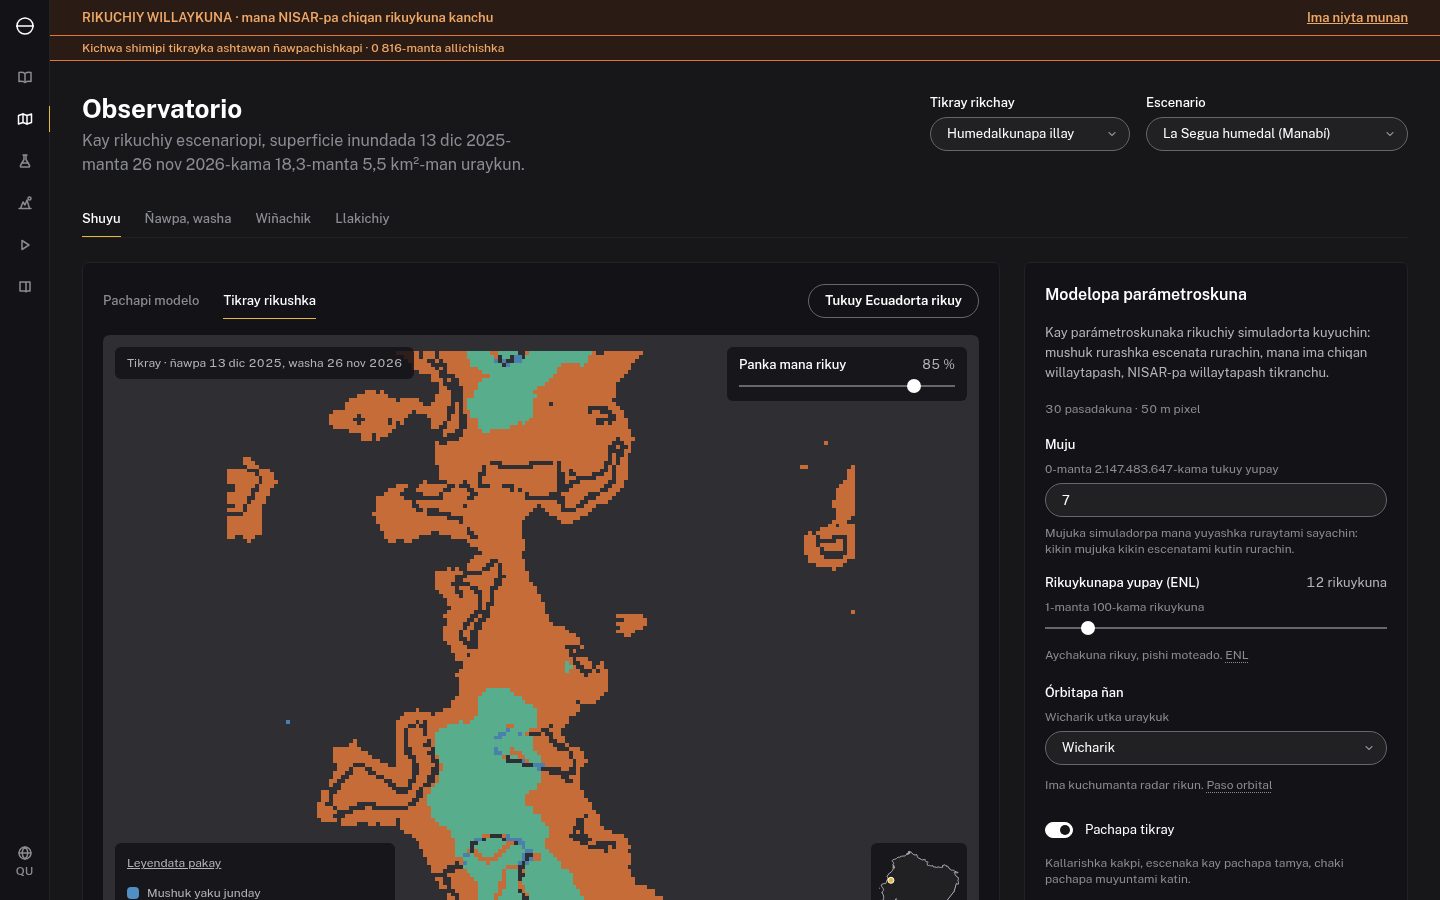 RIKUCHIY WILLAYKUNA · mana NISAR-pa chiqan rikuykuna kanchu
Ima niyta munan
Kichwa shimipi tikrayka ashtawan ñawpachishkapi · 0 816-manta allichishka
Observatorio
Kay rikuchiy escenariopi, superficie inundada 13 dic 2025-
manta 26 nov 2026-kama 18,3-manta 5,5 km²-man uraykun.
Tikray rikchay
Humedalkunapa illay
Escenario
La Segua humedal (Manabí)
Shuyu
Ñawpa, washa
Wiñachik
Llakichiy
Pachapi modelo
Tikray rikushka
Tukuy Ecuadorta rikuy
Tikray · ñawpa 13 dic 2025, washa 26 nov 2026
Panka mana rikuy
85 %
Leyendata pakay
Mushuk yaku junday
Modelopa parámetroskuna
Kay parámetroskunaka rikuchiy simuladorta kuyuchin:
mushuk rurashka escenata rurachin, mana ima chiqan
willaytapash, NISAR-pa willaytapash tikranchu.
30 pasadakuna · 50 m pixel
Muju
0-manta 2.147.483.647-kama tukuy yupay
7
Mujuka simuladorpa mana yuyashka ruraytami sayachin:
kikin mujuka kikin escenatami kutin rurachin.
Rikuykunapa yupay (ENL)
12 rikuykuna
1-manta 100-kama rikuykuna
Aychakuna rikuy, pishi moteado. ENL
Órbitapa ñan
Wicharik utka uraykuk
Wicharik
Ima kuchumanta radar rikun. Paso orbital
Pachapa tikray
Kallarishka kakpi, escenaka kay pachapa tamya, chaki
pachapa muyuntami katin.
QU